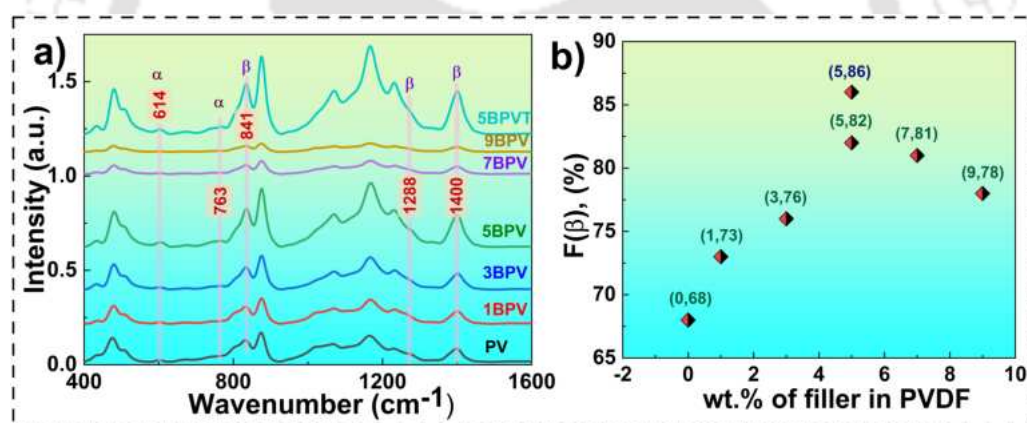 a)
Intensity (a.u.)
1.5
1.0
0.5
0.0
α
614
α
763
β
841
β
1288
β
1400
5BPVT
9BPV
7BPV
5BPV
3BPV
1BPV
PV
400
800
1200
1600
Wavenumber (cm⁻¹)
b)
F(β), (%)
90
85
80
75
70
65
(5,86)
(5,82)
(7,81)
(9,78)
(3,76)
(1,73)
(0,68)
-2
0
2
4
6
8
10
wt.% of filler in PVDF